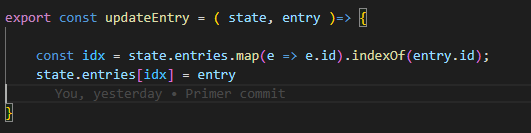 export const updateEntry = ( state, entry )=> {
const idx = state.entries.map(e => e.id).indexOf(entry.id);
state.entries[idx] = entry
You, yesterday • Primer commit
}